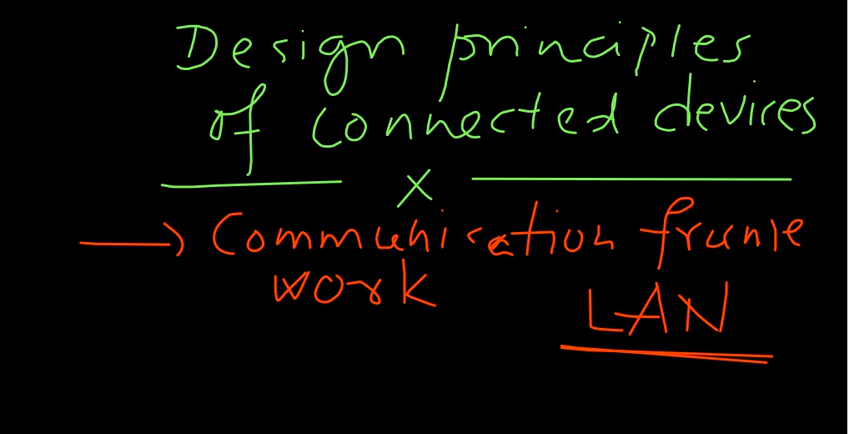 Design principles
of connected devices
x
→ Communication frame
work
LAN